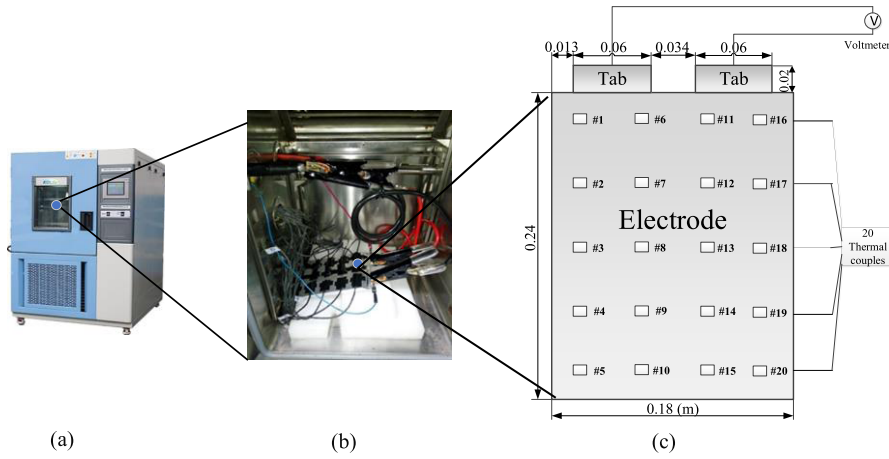 V
Voltmeter
0.013
0.06
0.034
0.06
Tab
Tab
0.02
#1
#6
#11
#16
#2
#7
#12
#17
Electrode
0.24
#3
#8
#13
#18
20
Thermal
couples
#4
#9
#14
#19
#5
#10
#15
#20
0.18 (m)
(a)
(b)
(c)